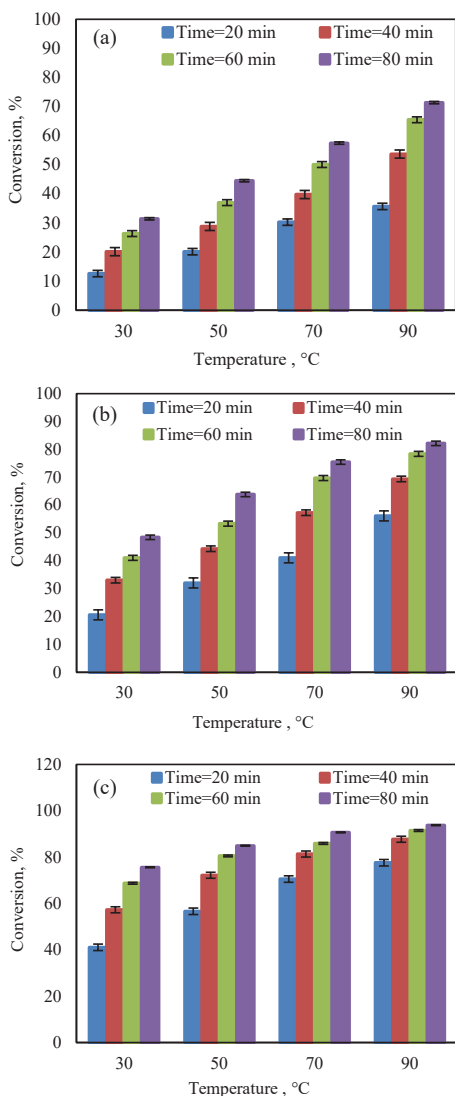 100
(a)
Time=20 min
Time=40 min
90
Time=60 min
Time=80 min
80
70
60
50
40
30
20
10
0
Conversion, %
30
50
70
90
Temperature , °C
100
(b)
Time=20 min
Time=40 min
90
Time=60 min
Time=80 min
80
70
60
50
40
30
20
10
0
Conversion, %
30
50
70
90
Temperature , °C
120
(c)
Time=20 min
Time=40 min
Time=60 min
Time=80 min
100
80
60
40
20
0
Conversion, %
30
50
70
90
Temperature , °C